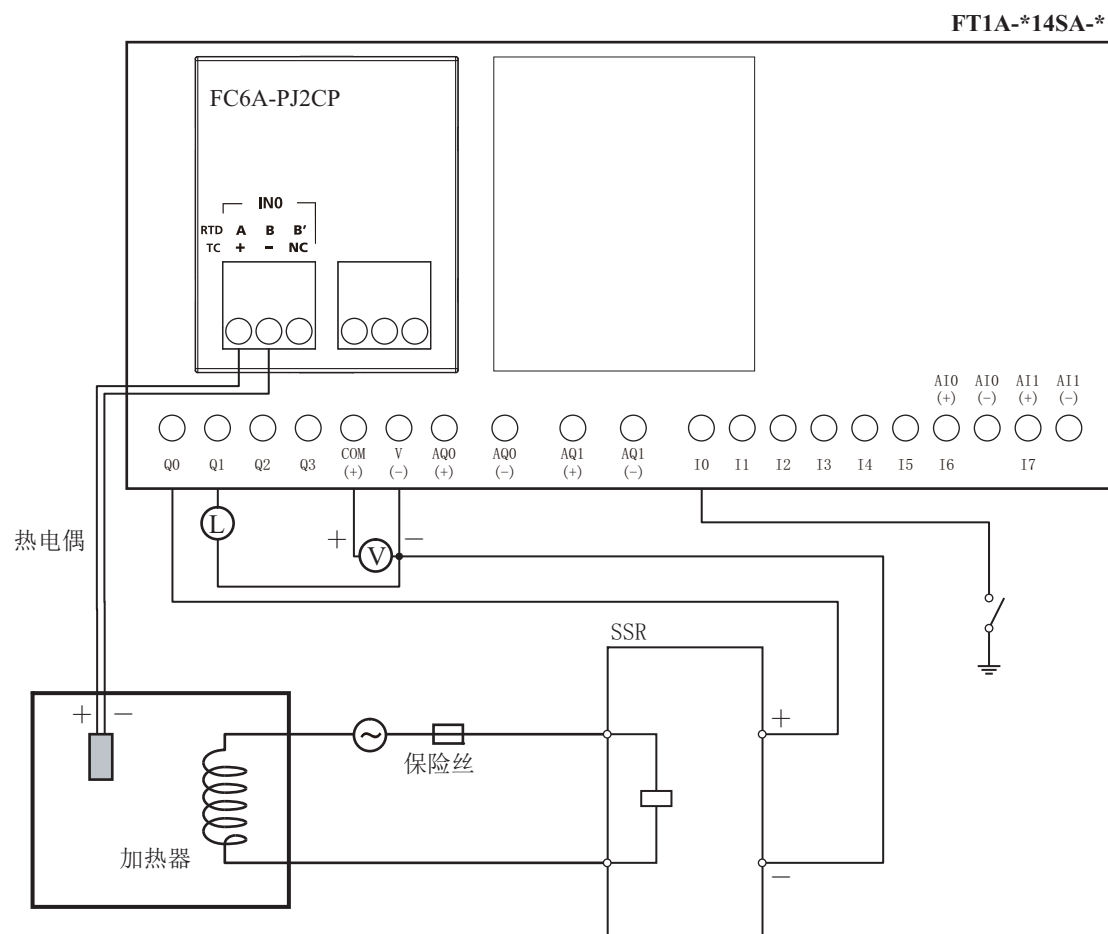 FT1A-*14SA-*
FC6A-PJ2CP
IN0
RTD A B B′
TC + − NC
AI0 AI0 AI1 AI1
(+) (−) (+) (−)
Q0 Q1 Q2 Q3 COM V AQ0 AQ0 AQ1 AQ1 I0 I1 I2 I3 I4 I5 I6 I7
(+) (−) (+) (−) (+) (−)
L
热电偶
+ V −
SSR
+ −
+
保险丝
加热器
−